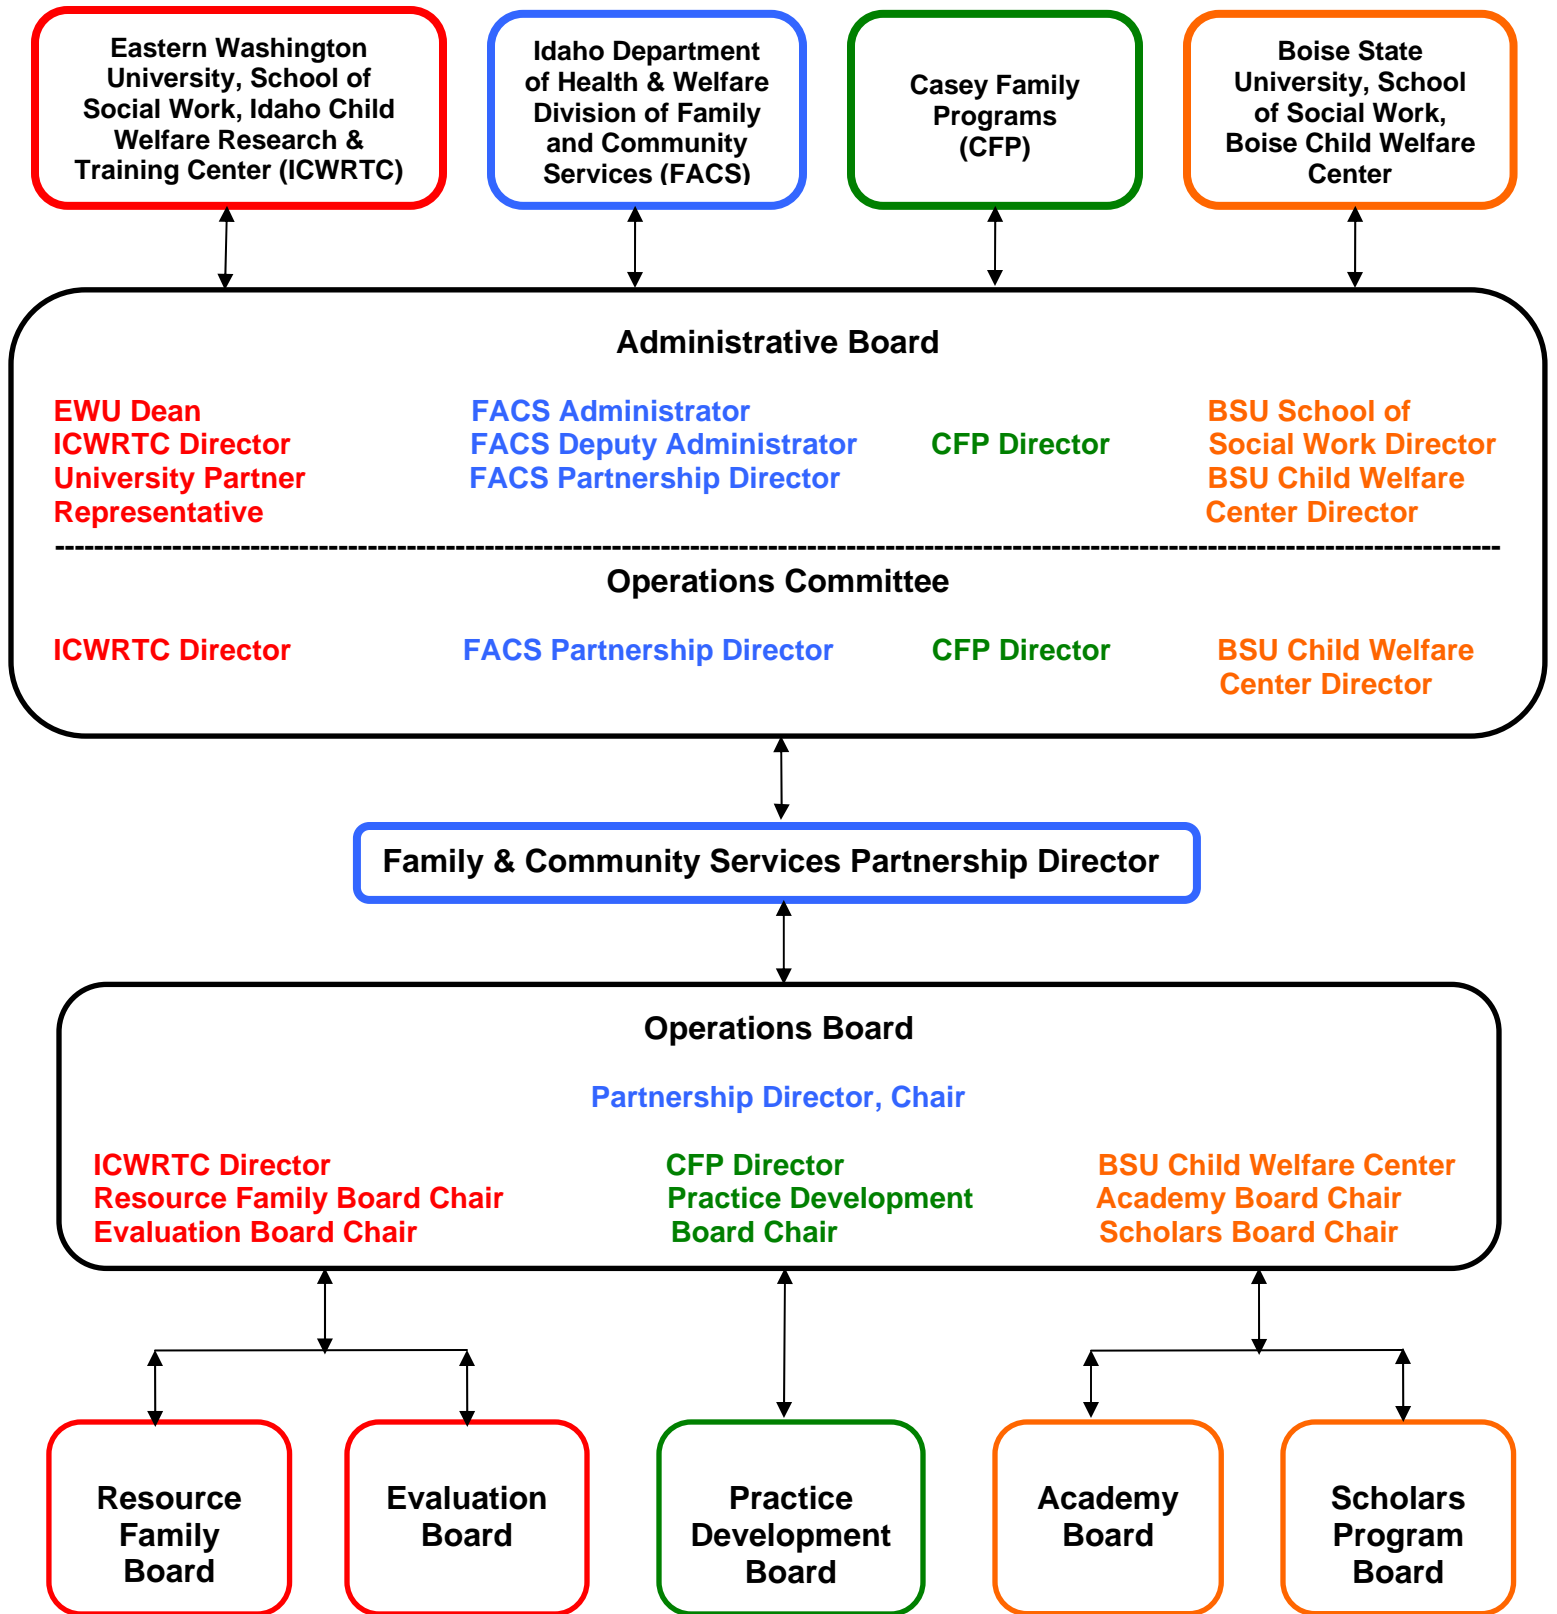 Eastern Washington
University, School of
Social Work, Idaho Child
Welfare Research &
Training Center (ICWRTC)
Idaho Department
of Health & Welfare
Division of Family
and Community
Services (FACS)
Casey Family
Programs
(CFP)
Boise State
University, School
of Social Work,
Boise Child Welfare
Center
Administrative Board
EWU Dean
ICWRTC Director
University Partner
Representative
FACS Administrator
FACS Deputy Administrator
FACS Partnership Director
CFP Director
BSU School of
Social Work Director
BSU Child Welfare
Center Director
Operations Committee
ICWRTC Director
FACS Partnership Director
CFP Director
BSU Child Welfare
Center Director
Family & Community Services Partnership Director
Operations Board
Partnership Director, Chair
ICWRTC Director
Resource Family Board Chair
Evaluation Board Chair
CFP Director
Practice Development
Board Chair
BSU Child Welfare Center
Academy Board Chair
Scholars Board Chair
Resource
Family
Board
Evaluation
Board
Practice
Development
Board
Academy
Board
Scholars
Program
Board